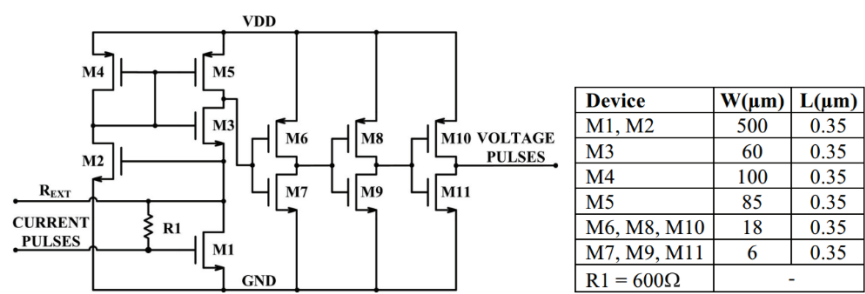 VDD
M4
M5
M3
M2
M6
M8
M10
VOLTAGE
PULSES
M7
M9
M11
R_EXT
CURRENT
PULSES
R1
M1
GND
Device W(µm) L(µm)
M1, M2 500 0.35
M3 60 0.35
M4 100 0.35
M5 85 0.35
M6, M8, M10 18 0.35
M7, M9, M11 6 0.35
R1 = 600Ω -